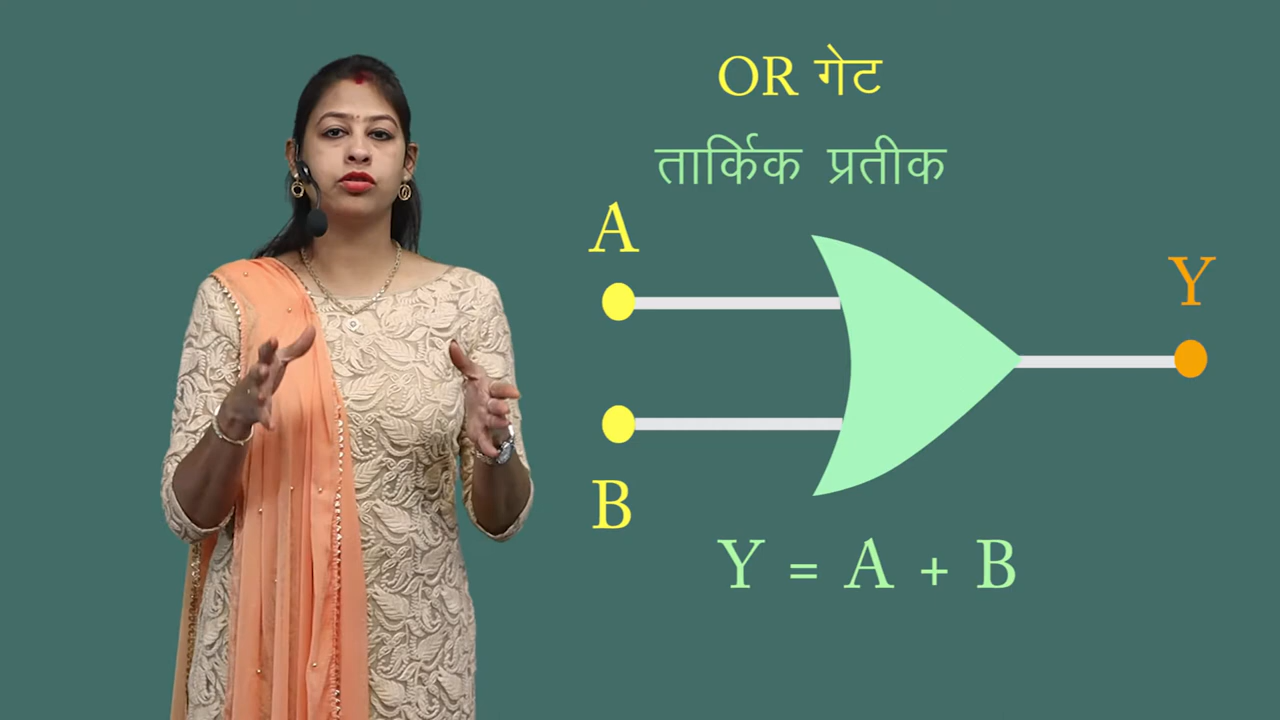 OR गेट
तार्किक प्रतीक
A
Y
B
Y = A + B